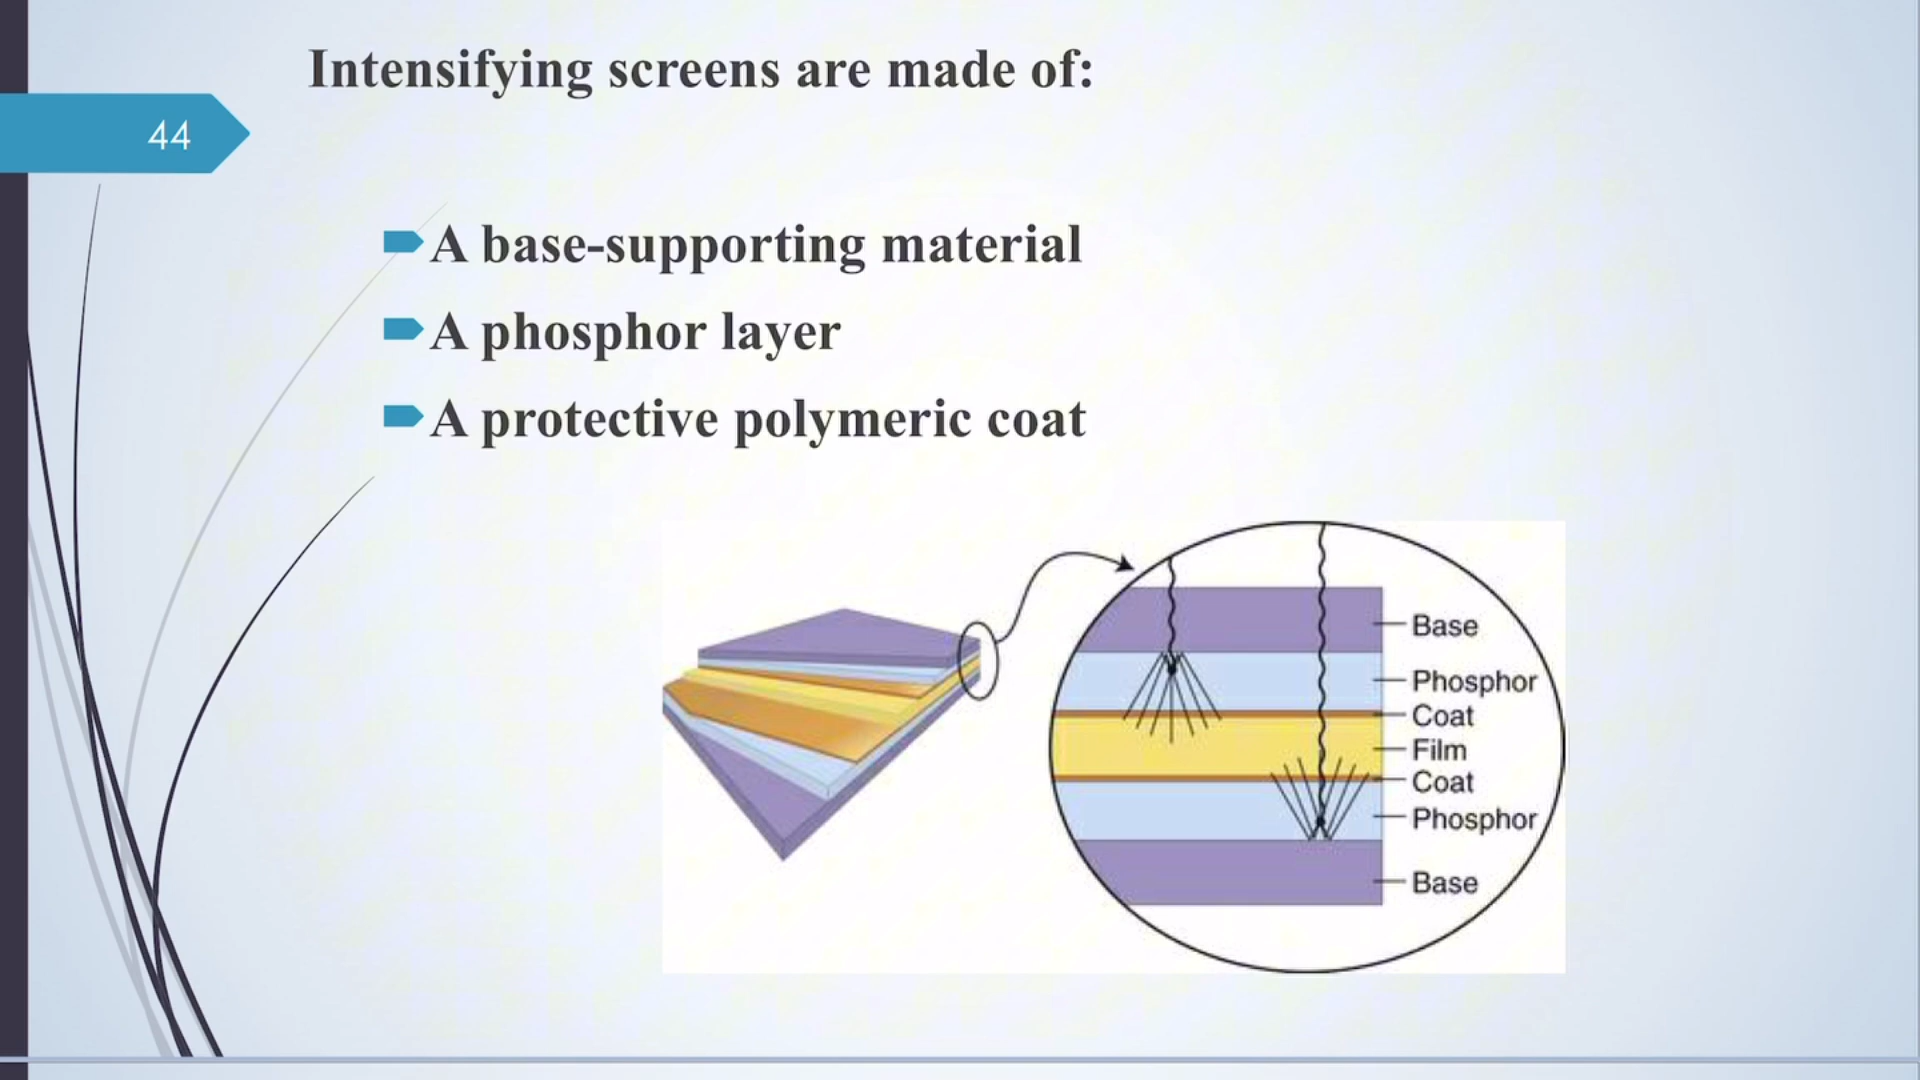 Intensifying screens are made of:
44
A base-supporting material
A phosphor layer
A protective polymeric coat
Base
Phosphor
Coat
Film
Coat
Phosphor
Base